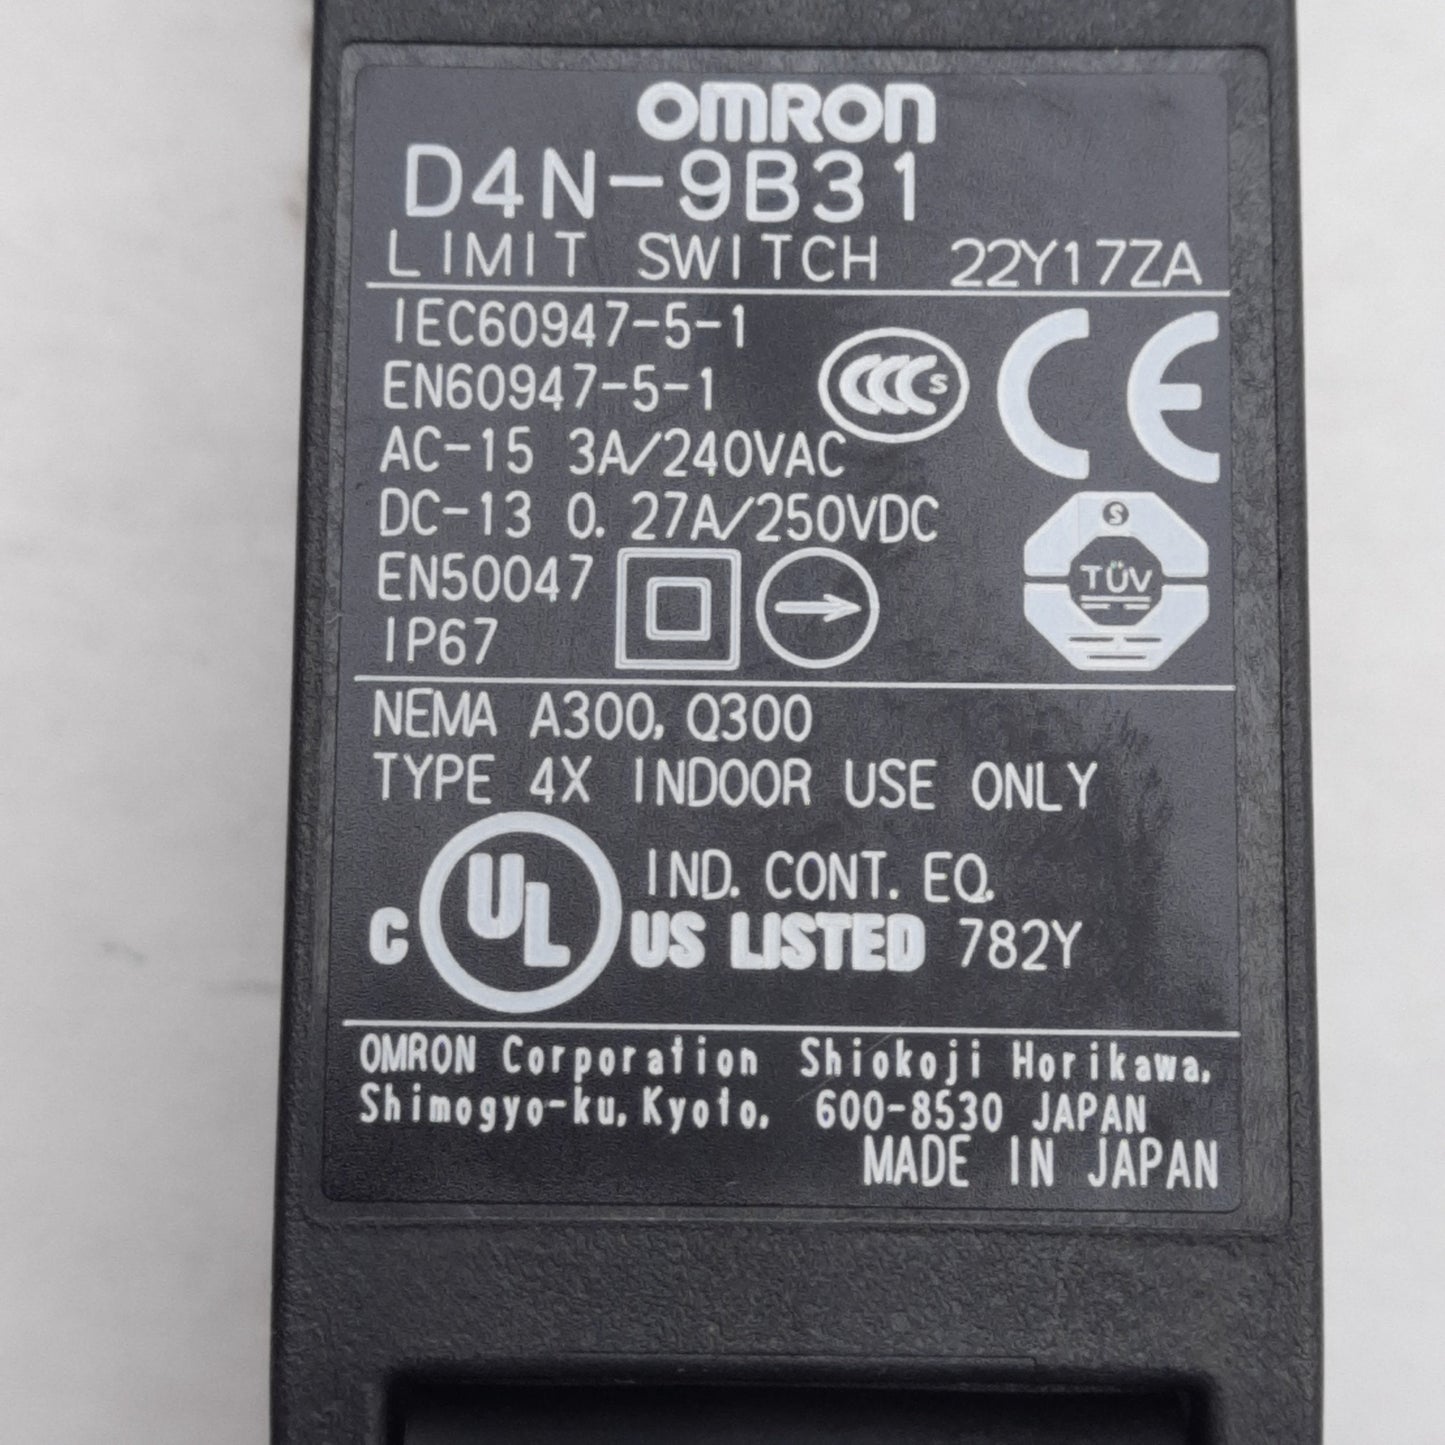 OMRON
D4N-9B31
LIMIT SWITCH 22Y17ZA
IEC60947-5-1
EN60947-5-1
CCC S
CE
AC-15 3A/240VAC
DC-13 0.27A/250VDC
S
TÜV
EN50047
IP67
NEMA A300, Q300
TYPE 4X INDOOR USE ONLY
IND. CONT. EQ.
C UL US LISTED 782Y
OMRON Corporation Shiokoji Horikawa,
Shimogyo-ku, Kyoto, 600-8530 JAPAN
MADE IN JAPAN